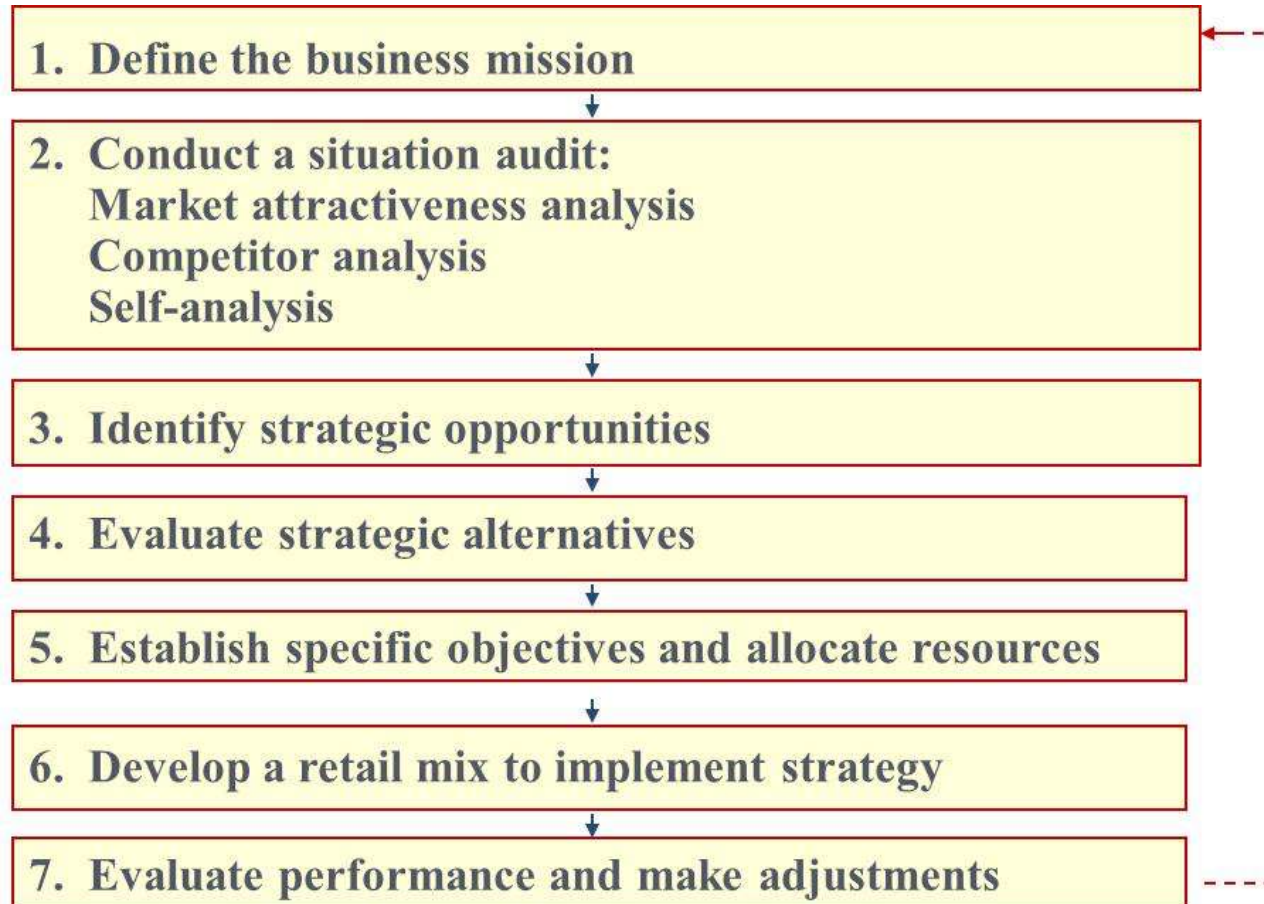 1. Define the business mission
2. Conduct a situation audit:
Market attractiveness analysis
Competitor analysis
Self-analysis
3. Identify strategic opportunities
4. Evaluate strategic alternatives
5. Establish specific objectives and allocate resources
6. Develop a retail mix to implement strategy
7. Evaluate performance and make adjustments